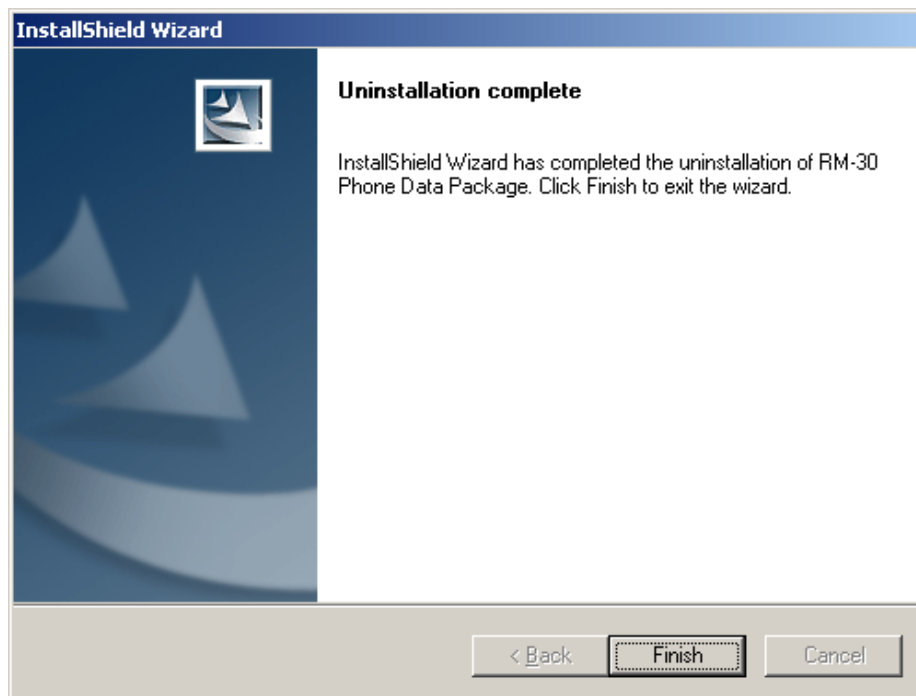 InstallShield Wizard
Uninstallation complete
InstallShield Wizard has completed the uninstallation of RM-30
Phone Data Package. Click Finish to exit the wizard.
< Back
Finish
Cancel